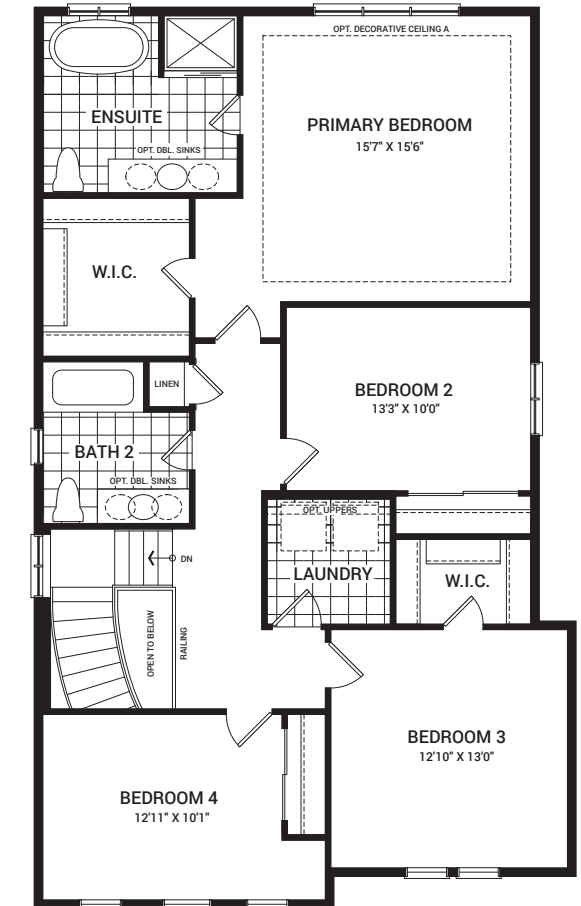 OPT. DECORATIVE CEILING A
ENSUITE
PRIMARY BEDROOM
15'7" X 15'6"
OPT. DBL. SINKS
W.I.C.
LINEN
BEDROOM 2
13'3" X 10'0"
BATH 2
OPT. DBL. SINKS
OPT. UPPERS
DN
LAUNDRY
W.I.C.
OPEN TO BELOW
RAILING
BEDROOM 3
12'10" X 13'0"
BEDROOM 4
12'11" X 10'1"